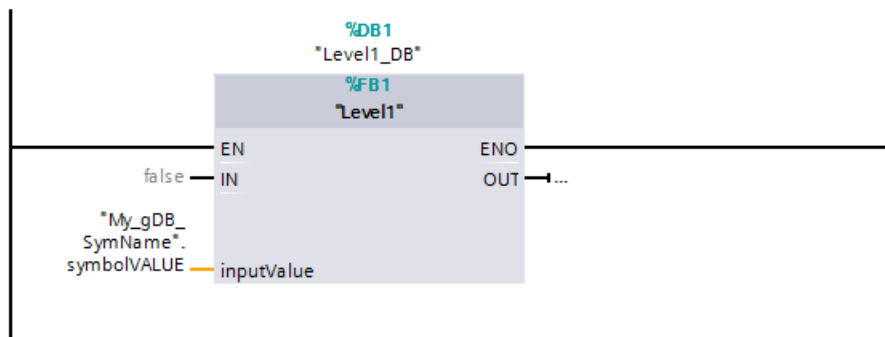 %DB1
"Level1_DB"
%FB1
"Level1"
EN ENO
false IN OUT ...
"My_gDB_
SymName".
symbolVALUE inputValue